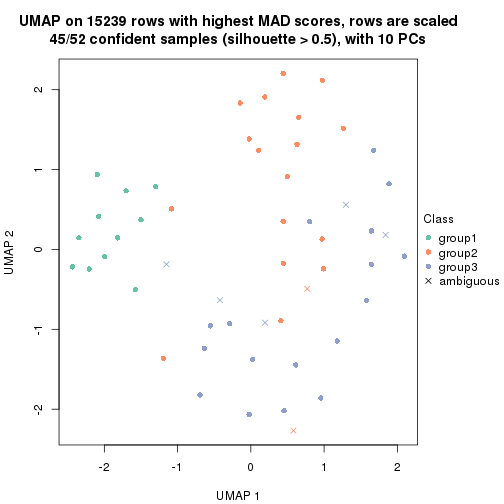 UMAP on 15239 rows with highest MAD scores, rows are scaled
45/52 confident samples (silhouette > 0.5), with 10 PCs
2
1
0
-1
-2
UMAP 2
-2
-1
0
1
2
UMAP 1
Class
group1
group2
group3
ambiguous